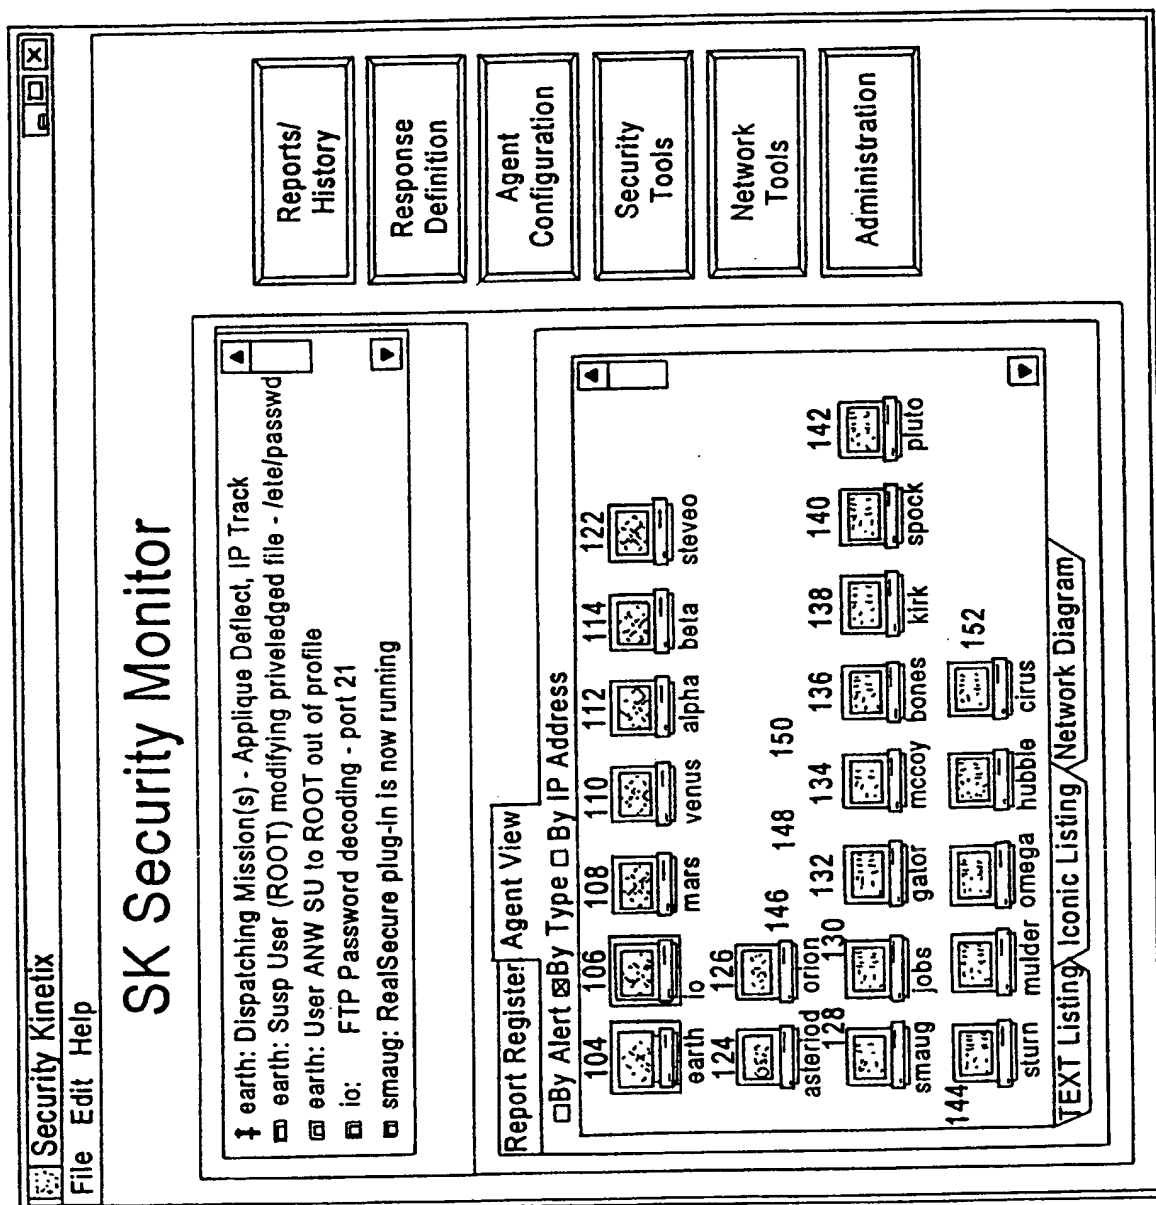 Security Kinetix
File Edit Help
SK Security Monitor
earth: Dispatching Mission(s) - Applique Deflect, IP Track
earth: Susp User (ROOT) modifying priveledged file - /ete/passwd
earth: User ANW SU to ROOT out of profile
io: FTP Password decoding - port 21
smaug: RealSecure plug-in is now running
Reports/
History
Response
Definition
Agent
Configuration
Security
Tools
Network
Tools
Administration
Report Register Agent View
By Alert By Type By IP Address
104 106 108 110 112 114 122
earth io mars venus alpha beta steveo
124 126 146 148 150
asteriod orion
128 130 132 134 136 138 140 142
smaug jobs gator mccoy bones kirk spock pluto
144 152
sturn mulder omega hubble cirus
TEXT Listing Iconic Listing Network Diagram